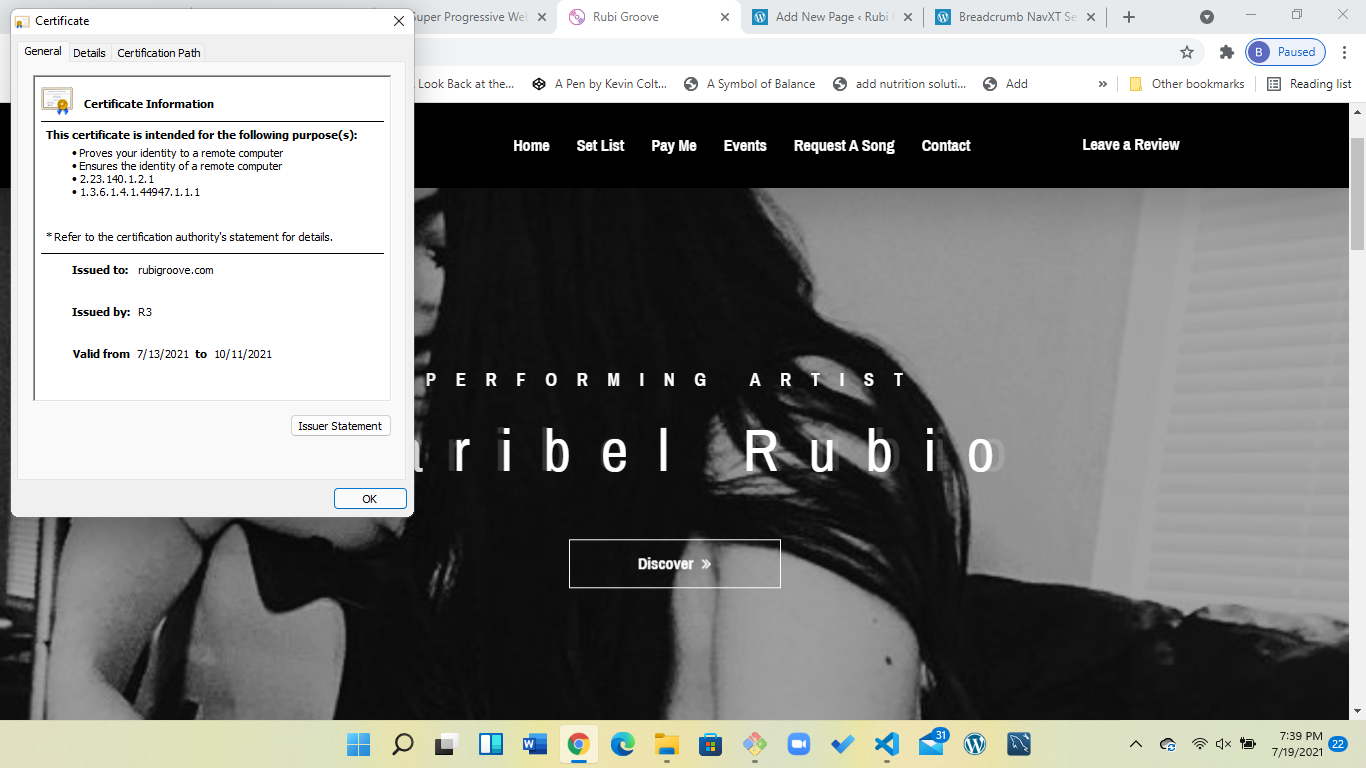 Certificate
General Details Certification Path
Certificate Information
This certificate is intended for the following purpose(s):
• Proves your identity to a remote computer
• Ensures the identity of a remote computer
• 2.23.140.1.2.1
• 1.3.6.1.4.1.44947.1.1.1
* Refer to the certification authority's statement for details.
Issued to: rubigroove.com
Issued by: R3
Valid from 7/13/2021 to 10/11/2021
Issuer Statement
OK
Super Progressive We
Rubi Groove
Add New Page ‹ Rubi
Breadcrumb NavXT Se
B Paused
Look Back at the...
A Pen by Kevin Colt...
A Symbol of Balance
add nutrition soluti...
Add
»
Other bookmarks
Reading list
Home Set List Pay Me Events Request A Song Contact Leave a Review
PERFORMING ARTIST
aribel Rubio
Discover »
W
31
7:39 PM
7/19/2021
22